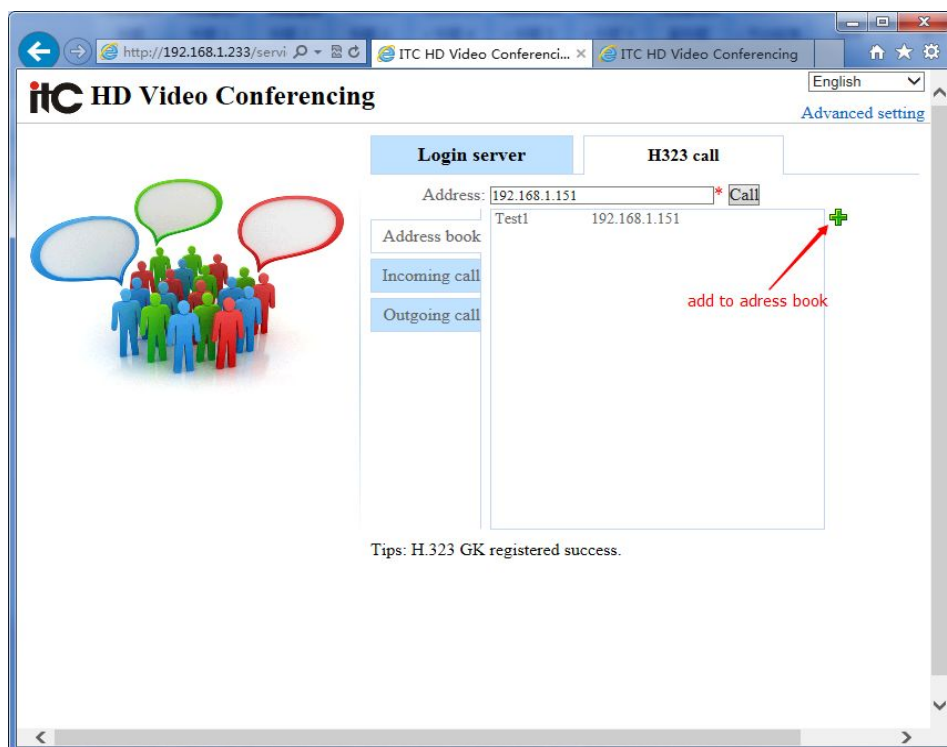 http://192.168.1.233/servi
ITC HD Video Conferenci...
ITC HD Video Conferencing
itC HD Video Conferencing
English
Advanced setting
Login server
H323 call
Address: 192.168.1.151 * Call
Address book
Test1 192.168.1.151
Incoming call
add to adress book
Outgoing call
Tips: H.323 GK registered success.